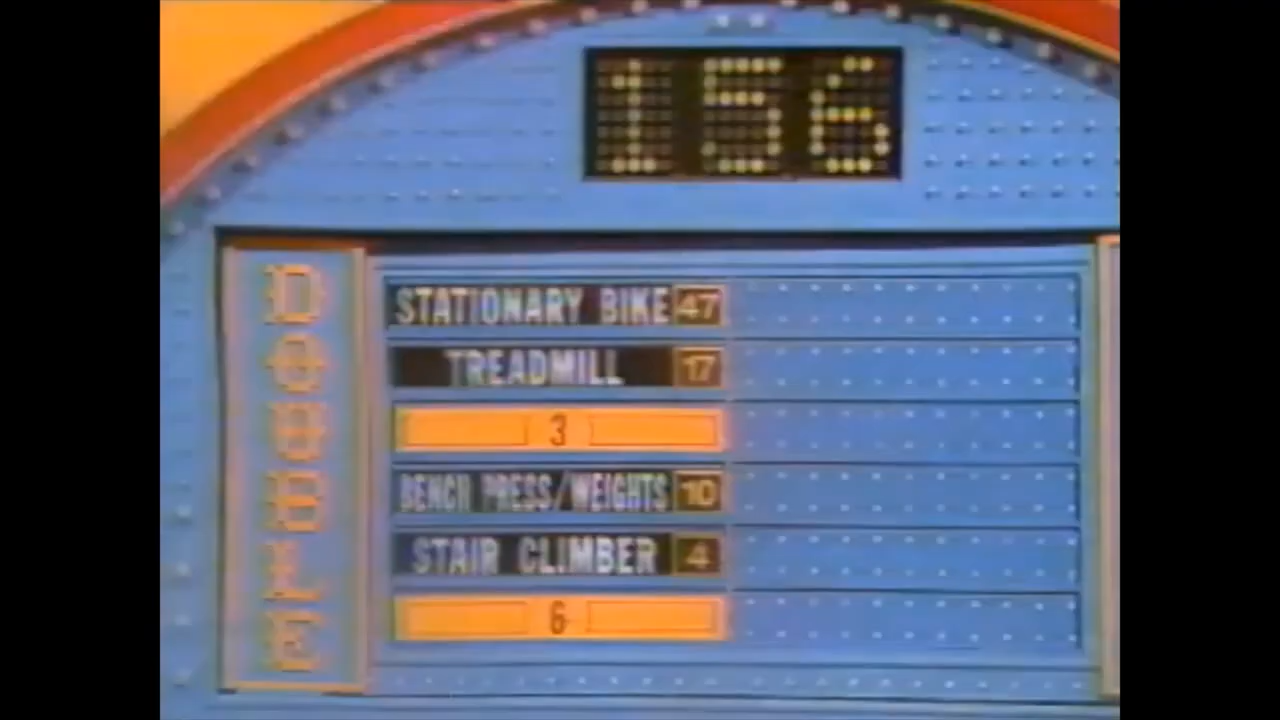 156
DOUBLE
STATIONARY BIKE 47
TREADMILL 17
3
BENCH PRESS/WEIGHTS 10
STAIR CLIMBER 4
6